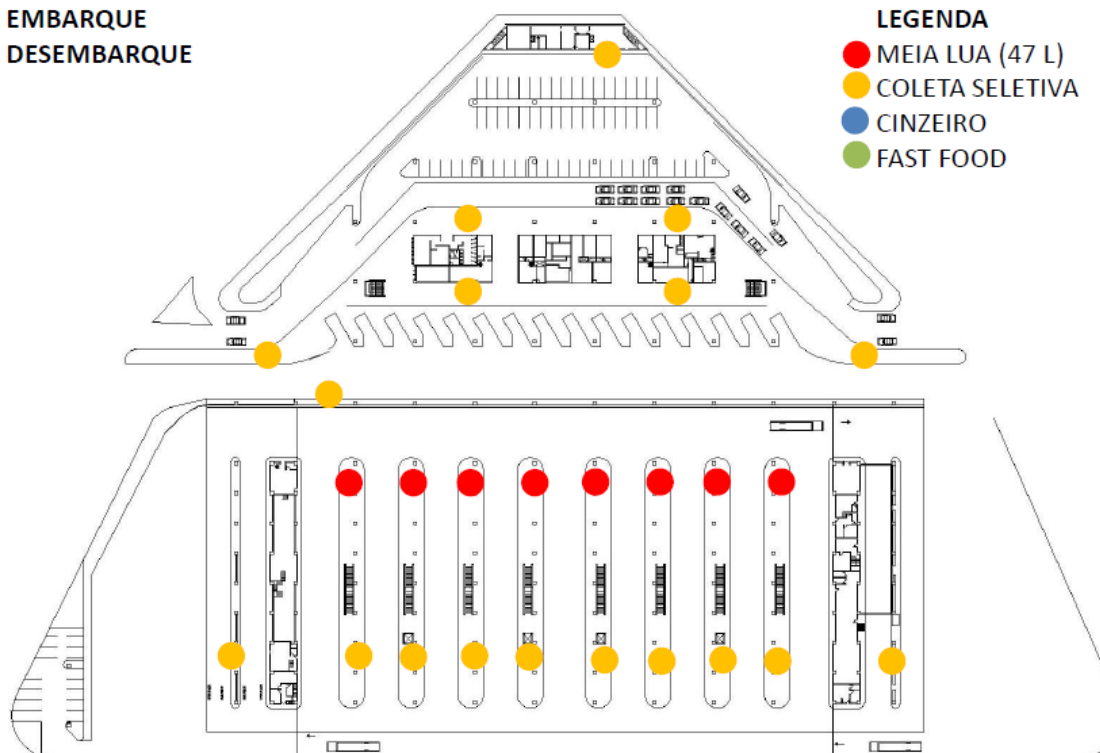 EMBARQUE
DESEMBARQUE
LEGENDA
MEIA LUA (47 L)
COLETA SELETIVA
CINZEIRO
FAST FOOD